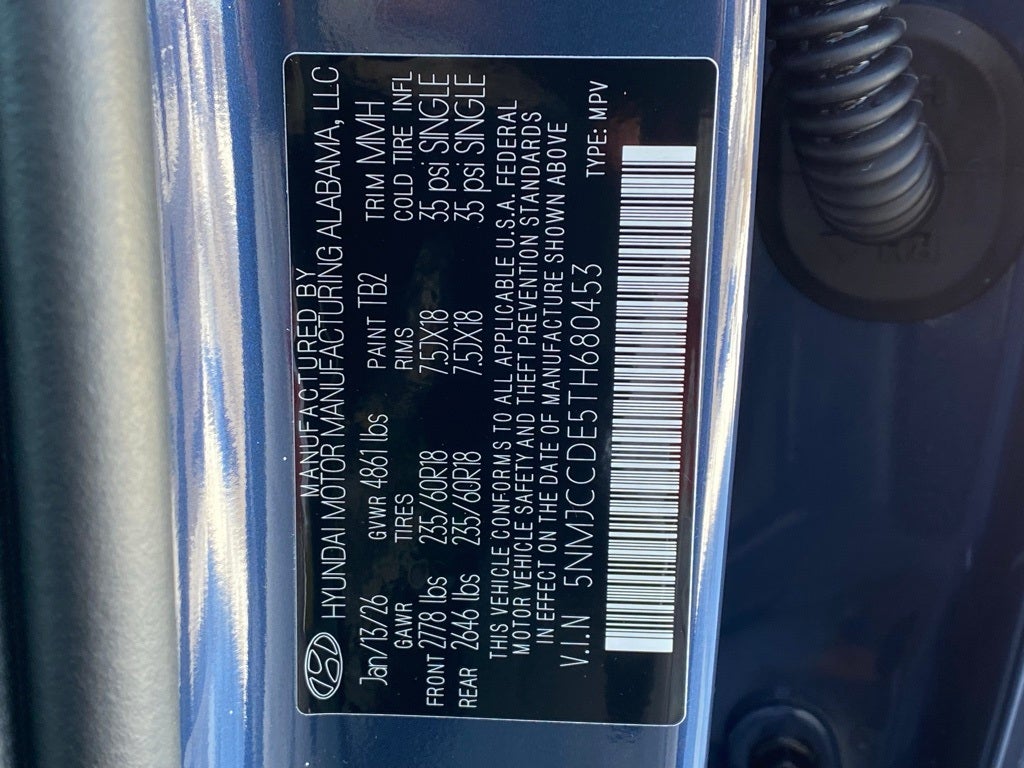 MANUFACTURED BY
HYUNDAI MOTOR MANUFACTURING ALABAMA, LLC
Jan/13/26 GVWR 4861 lbs PAINT TB2 TRIM MMH
GAWR TIRES RIMS COLD TIRE INFL
FRONT 2778 lbs 235/60R18 7.5JX18 35 psi SINGLE
REAR 2646 lbs 235/60R18 7.5JX18 35 psi SINGLE
THIS VEHICLE CONFORMS TO ALL APPLICABLE U.S.A. FEDERAL
MOTOR VEHICLE SAFETY AND THEFT PREVENTION STANDARDS
IN EFFECT ON THE DATE OF MANUFACTURE SHOWN ABOVE
V.I.N 5NMJCCDE5TH680453 TYPE: MPV